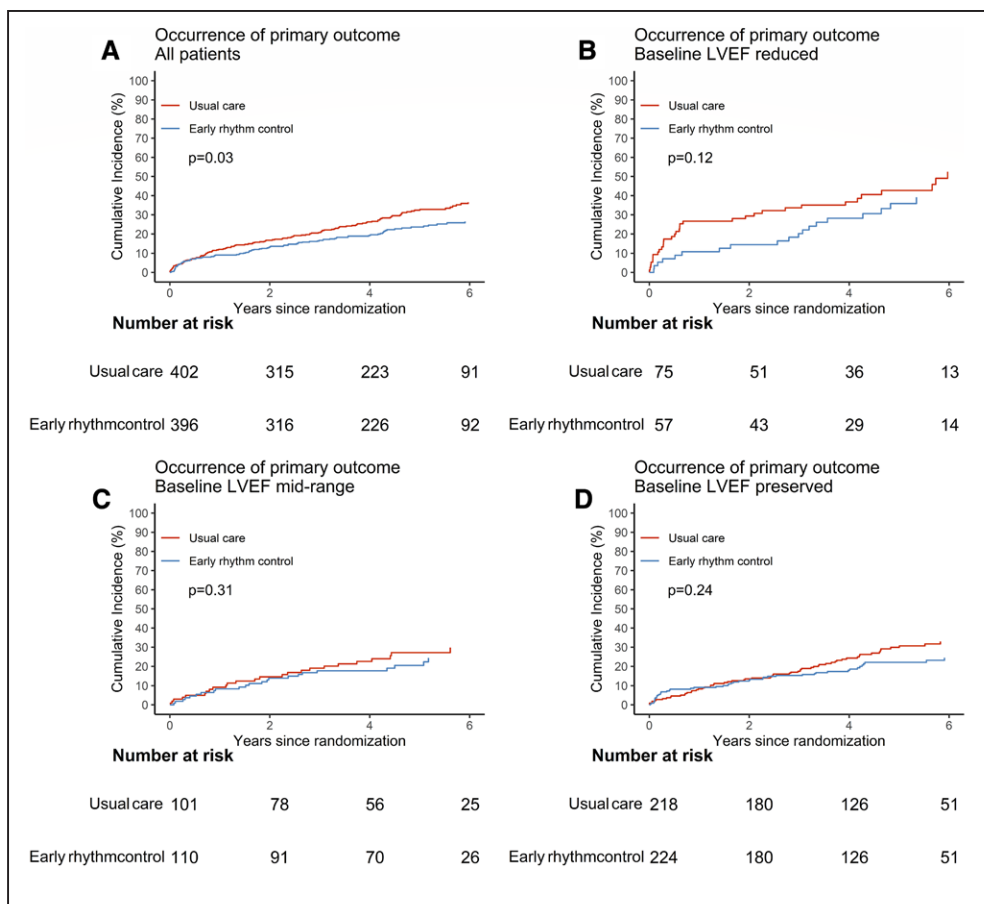 A
Occurrence of primary outcome
All patients
Cumulative Incidence (%)
100
90
80
70
60
50
40
30
20
10
0
Usual care
Early rhythm control
p=0.03
0 2 4 6
Years since randomization
Number at risk
Usual care 402 315 223 91
Early rhythmcontrol 396 316 226 92
B
Occurrence of primary outcome
Baseline LVEF reduced
Cumulative Incidence (%)
100
90
80
70
60
50
40
30
20
10
0
Usual care
Early rhythm control
p=0.12
0 2 4 6
Years since randomization
Number at risk
Usual care 75 51 36 13
Early rhythmcontrol 57 43 29 14
C
Occurrence of primary outcome
Baseline LVEF mid-range
Cumulative Incidence (%)
100
90
80
70
60
50
40
30
20
10
0
Usual care
Early rhythm control
p=0.31
0 2 4 6
Years since randomization
Number at risk
Usual care 101 78 56 25
Early rhythmcontrol 110 91 70 26
D
Occurrence of primary outcome
Baseline LVEF preserved
Cumulative Incidence (%)
100
90
80
70
60
50
40
30
20
10
0
Usual care
Early rhythm control
p=0.24
0 2 4 6
Years since randomization
Number at risk
Usual care 218 180 126 51
Early rhythmcontrol 224 180 126 51